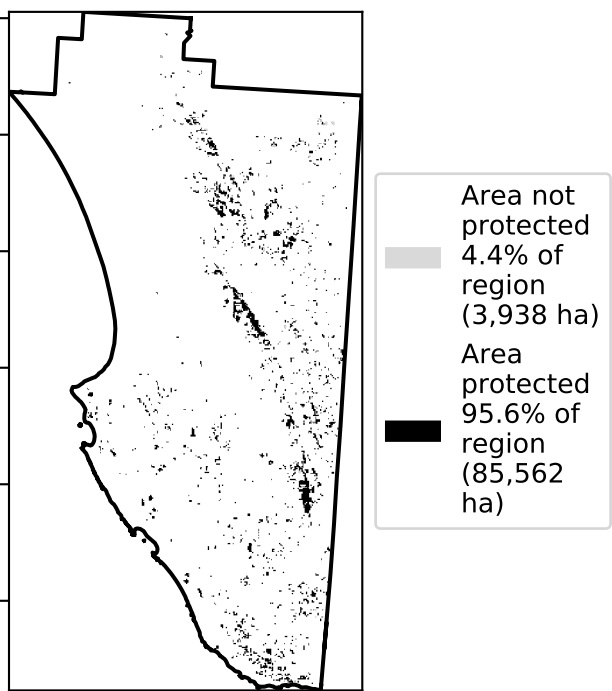 Area not
protected
4.4% of
region
(3,938 ha)
Area
protected
95.6% of
region
(85,562
ha)